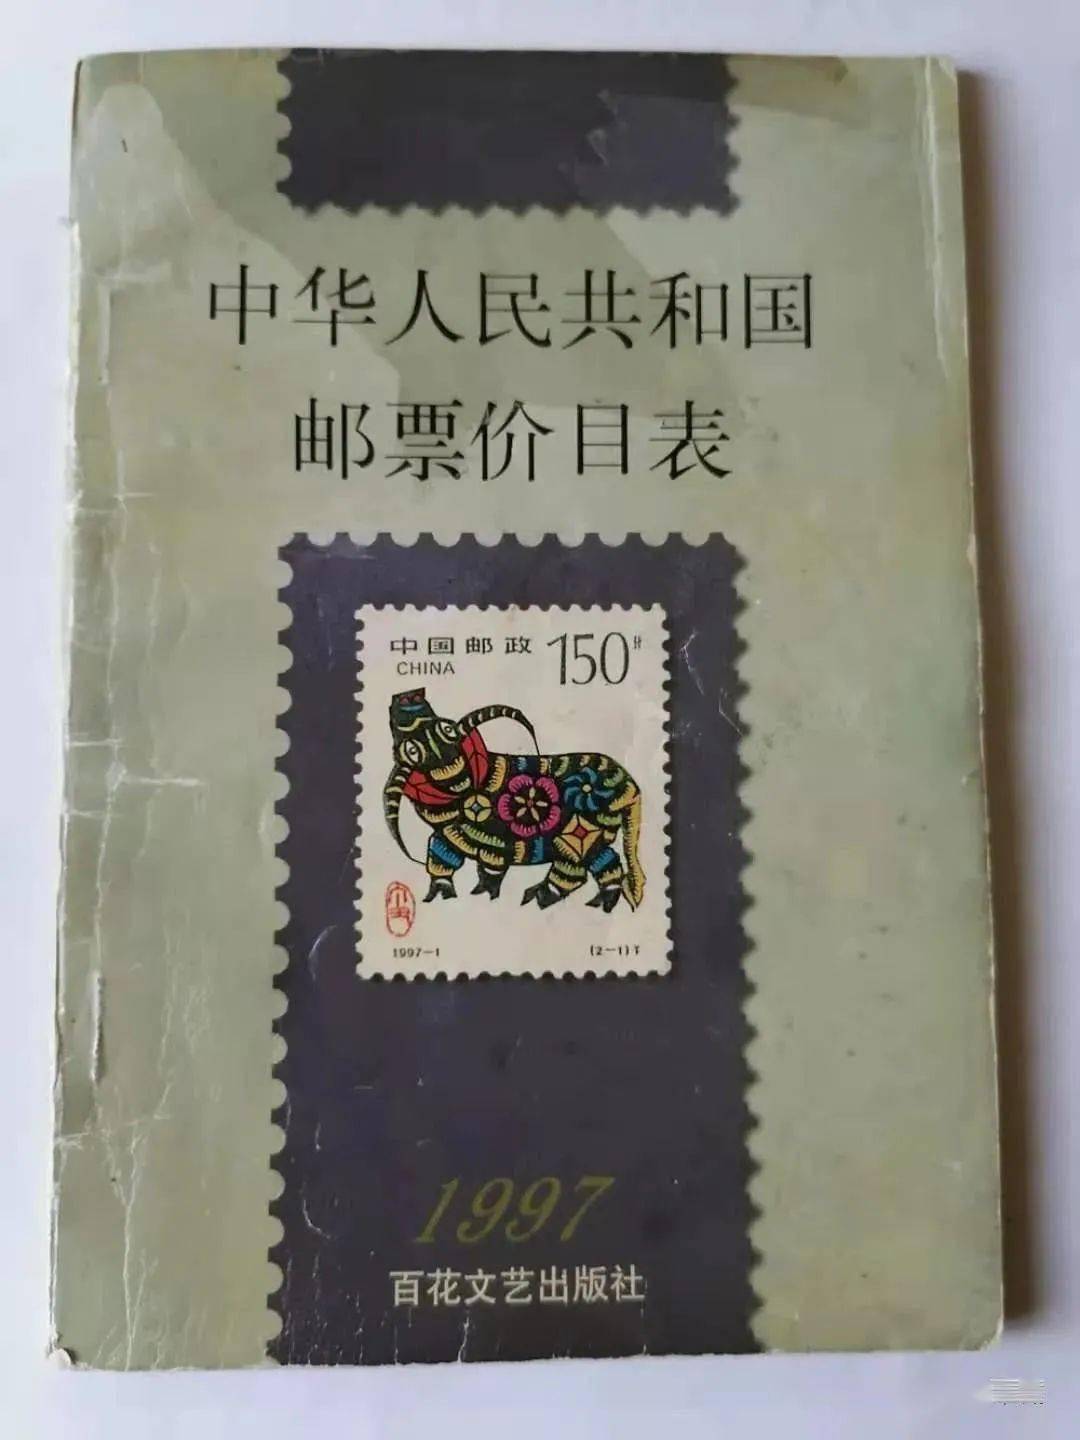 中华人民共和国
邮票价目表
中国邮政 150分
CHINA
1997-1
(2-1)T
1997
百花文艺出版社